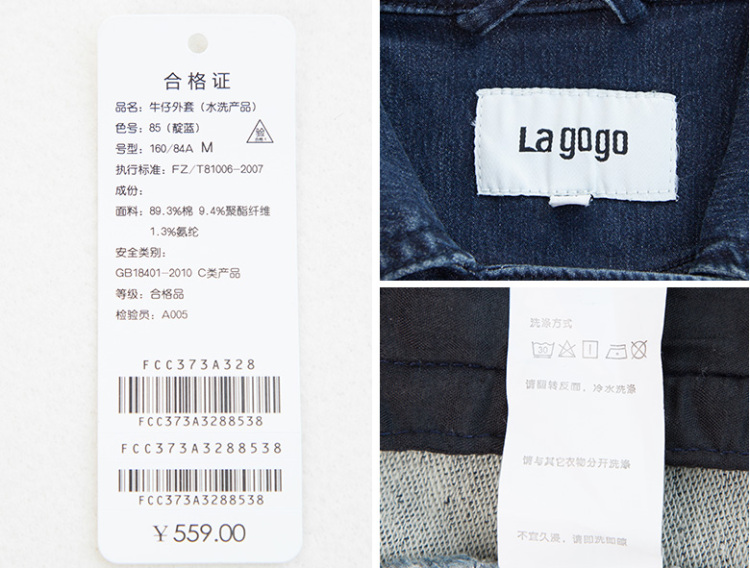 合格证
品名：牛仔外套（水洗产品）
色号：85（靛蓝）
号型：160/84A M
执行标准：FZ/T81006-2007
成份：
面料：89.3%棉 9.4%聚酯纤维
1.3%氨纶
安全类别：
GB18401-2010 C类产品
等级：合格品
检验员：A005
FCC373A328
FCC373A3288538
FCC373A3288538
FCC373A3288538
￥559.00
La gogo
洗涤方式
30
请翻转反面，冷水洗涤
请与其它衣物分开洗涤
不宜久浸，请即洗即晾